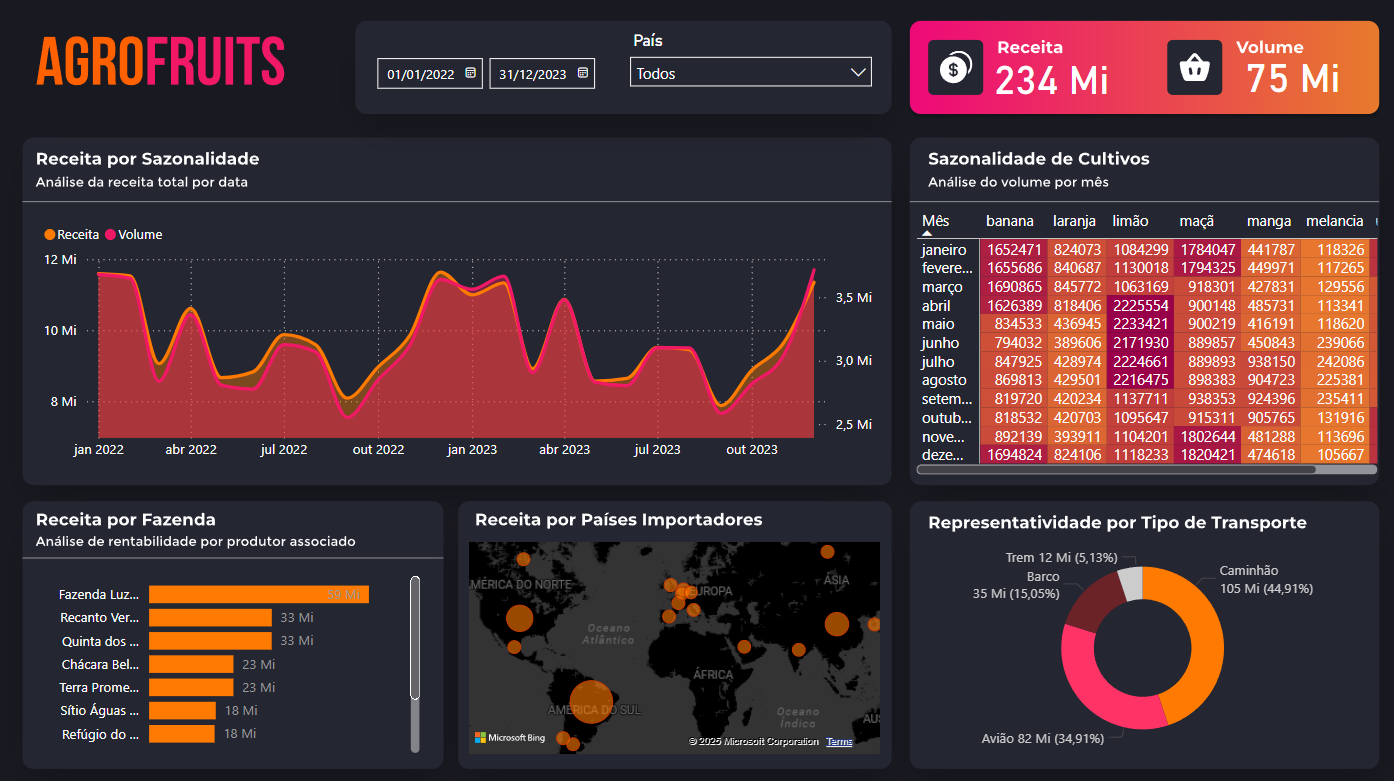 AGROFRUITS
01/01/2022
31/12/2023
País
Todos
Receita
234 Mi
Volume
75 Mi
Receita por Sazonalidade
Análise da receita total por data
Receita
Volume
12 Mi
10 Mi
8 Mi
3,5 Mi
3,0 Mi
2,5 Mi
jan 2022
abr 2022
jul 2022
out 2022
jan 2023
abr 2023
jul 2023
out 2023
Sazonalidade de Cultivos
Análise do volume por mês
Mês banana laranja limão maçã manga melancia
janeiro 1652471 824073 1084299 1784047 441787 118326
fevere... 1655686 840687 1130018 1794325 449971 117265
março 1690865 845772 1063169 918301 427831 129556
abril 1626389 818406 2225554 900148 485731 113341
maio 834533 436945 2233421 900219 416191 118620
junho 794032 389606 2171930 889857 450843 239066
julho 847925 428974 2224661 889893 938150 242086
agosto 869813 429501 2216475 898383 904723 225381
setem... 819720 420234 1137711 938353 924396 235411
outub... 818532 420703 1095647 915311 905765 131916
nove... 892139 393911 1104201 1802644 481288 113696
deze... 1694824 824106 1118233 1820421 474618 105667
Receita por Fazenda
Análise de rentabilidade por produtor associado
Fazenda Luz... 59 Mi
Recanto Ver... 33 Mi
Quinta dos ... 33 Mi
Chácara Bel... 23 Mi
Terra Prome... 23 Mi
Sítio Águas ... 18 Mi
Refúgio do ... 18 Mi
Receita por Países Importadores
AMÉRICA DO NORTE
EUROPA
ÁSIA
Oceano
Atlântico
ÁFRICA
AMÉRICA DO SUL
Oceano
Índico
AUS
Microsoft Bing
© 2025 Microsoft Corporation
Terms
Representatividade por Tipo de Transporte
Trem 12 Mi (5,13%)
Barco
35 Mi (15,05%)
Caminhão
105 Mi (44,91%)
Avião 82 Mi (34,91%)